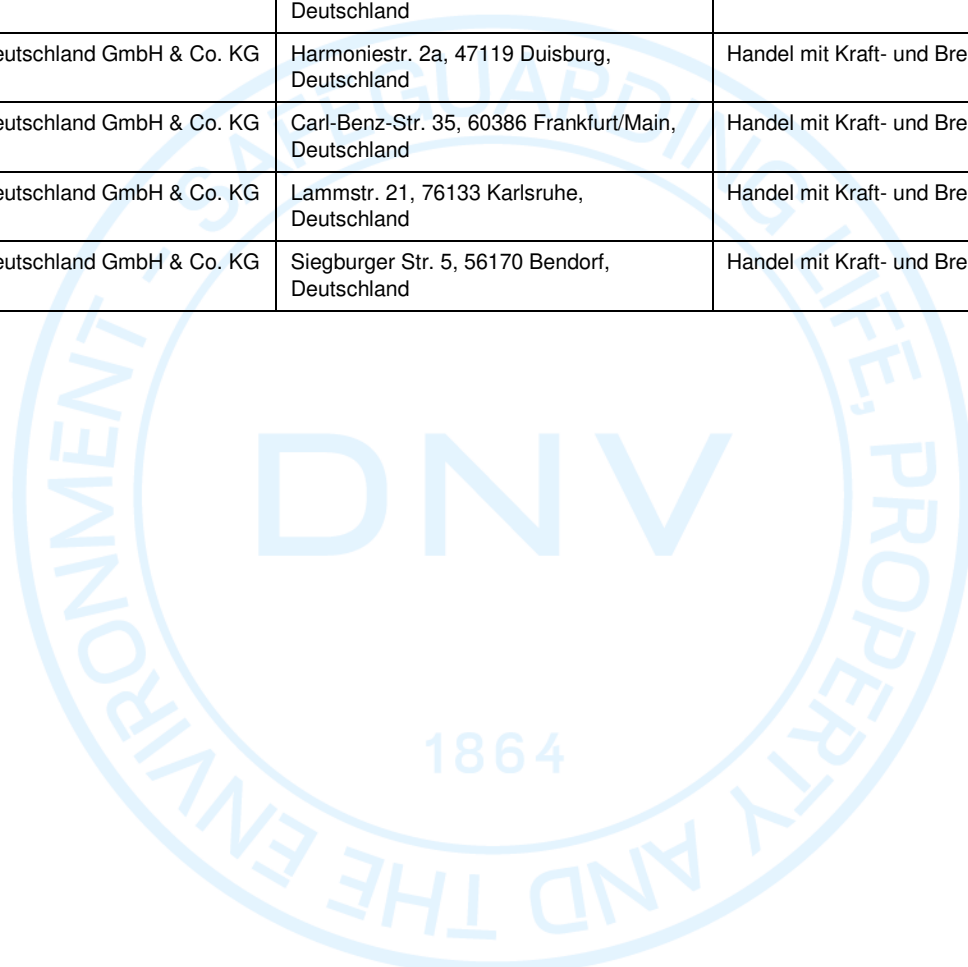 Deutschland
eutschland GmbH & Co. KG Harmoniestr. 2a, 47119 Duisburg, Handel mit Kraft- und Bre
Deutschland
eutschland GmbH & Co. KG Carl-Benz-Str. 35, 60386 Frankfurt/Main, Handel mit Kraft- und Bre
Deutschland
eutschland GmbH & Co. KG Lammstr. 21, 76133 Karlsruhe, Handel mit Kraft- und Bre
Deutschland
eutschland GmbH & Co. KG Siegburger Str. 5, 56170 Bendorf, Handel mit Kraft- und Bre
Deutschland
SAFEGUARDING LIFE, PROPERTY AND THE ENVIRONMENT -
DNV
1864